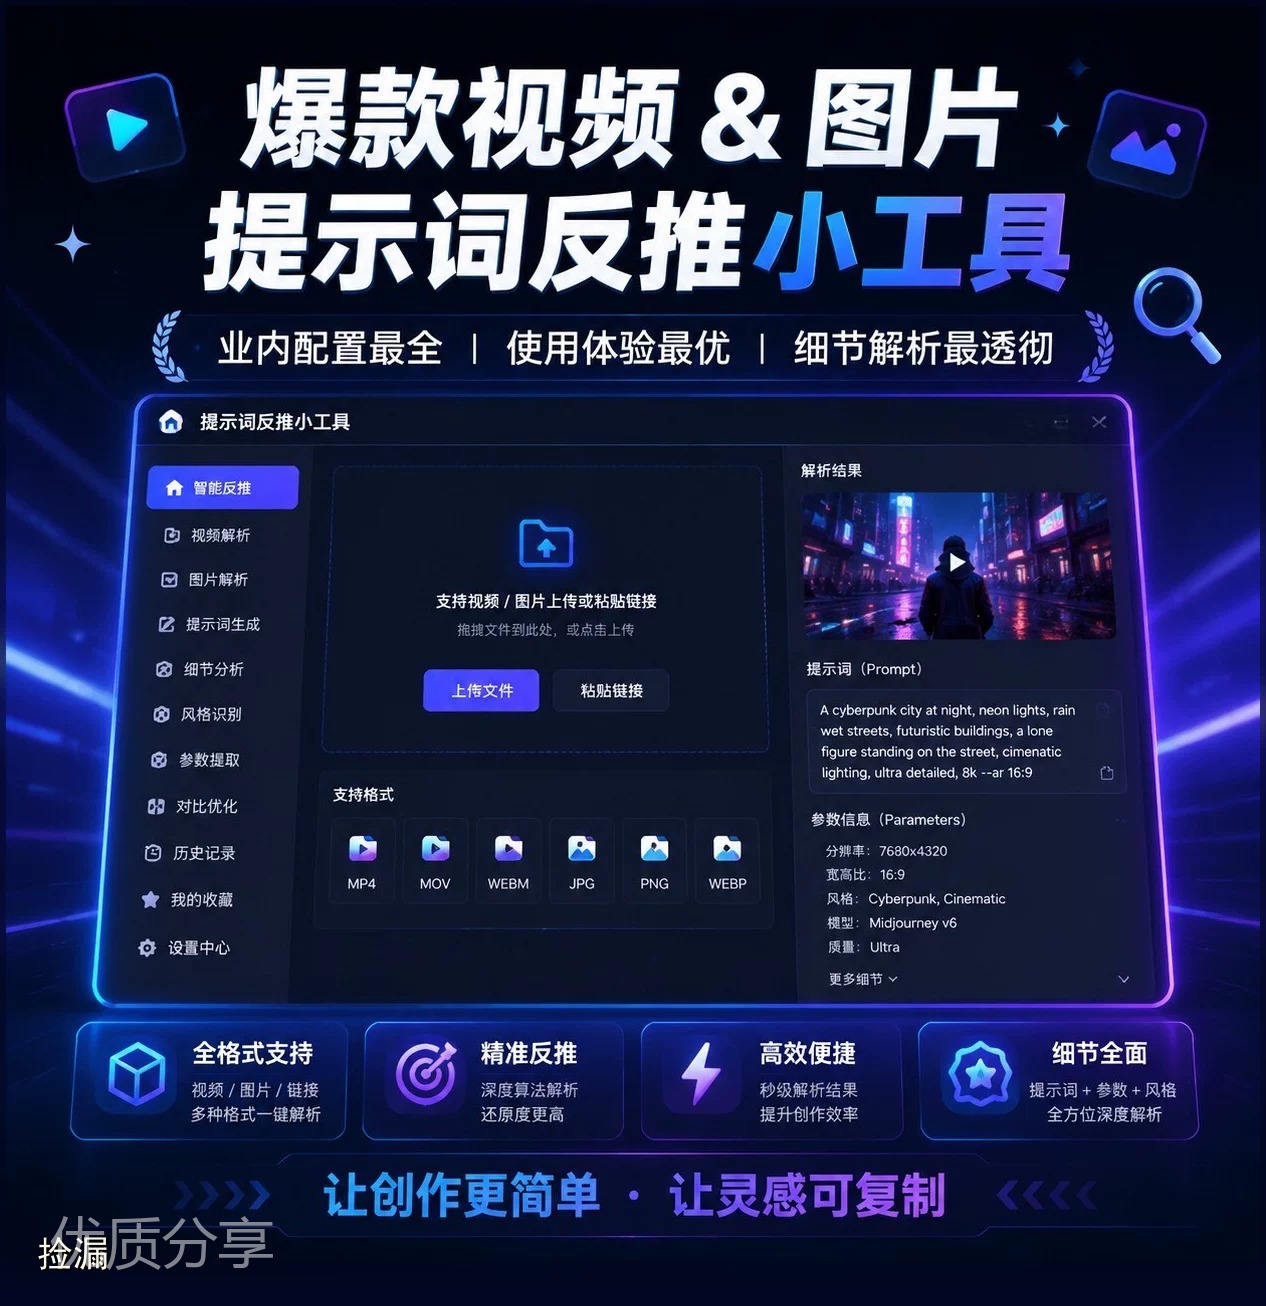 爆款视频 & 图片
提示词反推小工具
业内配置最全 | 使用体验最优 | 细节解析最透彻
提示词反推小工具
智能反推
视频解析
图片解析
提示词生成
细节分析
风格识别
参数提取
对比优化
历史记录
我的收藏
设置中心
支持视频 / 图片上传或粘贴链接
拖拽文件到此处，或点击上传
上传文件
粘贴链接
支持格式
MP4
MOV
WEBM
JPG
PNG
WEBP
解析结果
提示词（Prompt）
A cyberpunk city at night, neon lights, rain
wet streets, futuristic buildings, a lone
figure standing on the street, cimenatic
lighting, ultra detailed, 8k --ar 16:9
参数信息（Parameters）
分辨率：7680x4320
宽高比：16:9
风格：Cyberpunk, Cinematic
模型：Midjourney v6
质量：Ultra
更多细节
全格式支持
视频 / 图片 / 链接
多种格式一键解析
精准反推
深度算法解析
还原度更高
高效便捷
秒级解析结果
提升创作效率
细节全面
提示词 + 参数 + 风格
全方位深度解析
让创作更简单 · 让灵感可复制
优质分享
捡漏